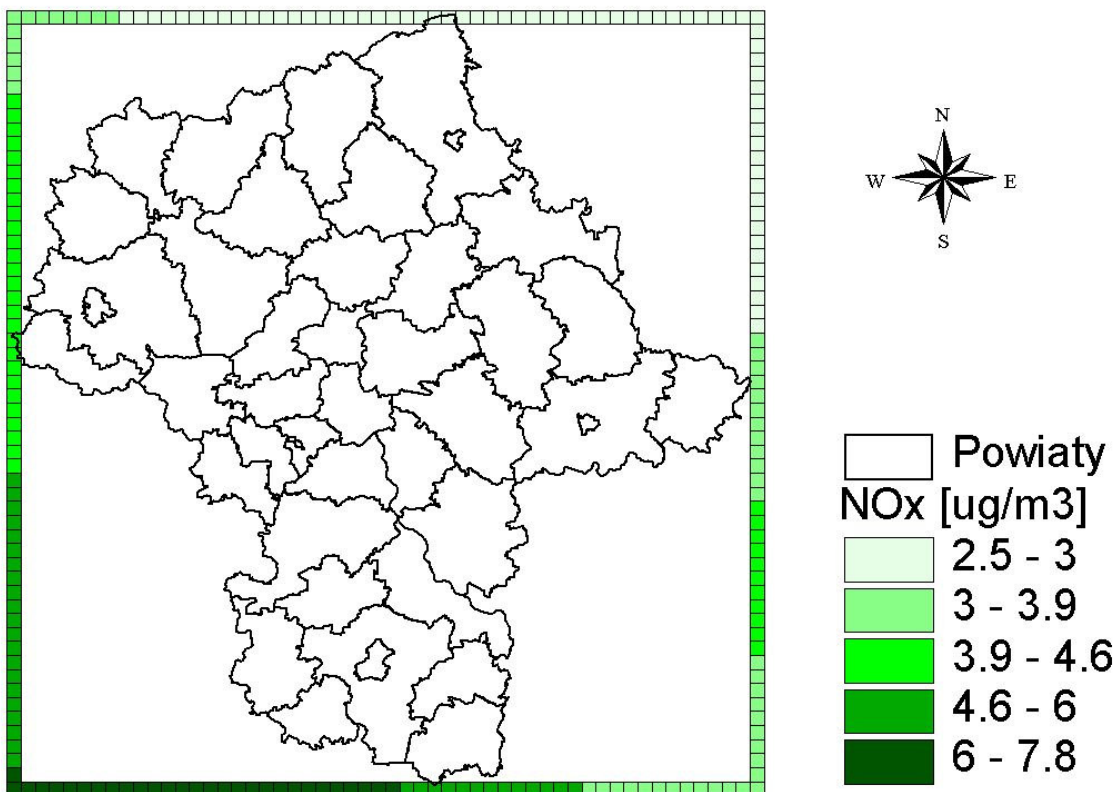 N
W E
S
Powiaty
NOx [ug/m3]
2.5 - 3
3 - 3.9
3.9 - 4.6
4.6 - 6
6 - 7.8